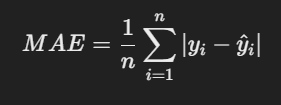 MAE = \frac{1}{n} \sum_{i=1}^{n} |y_i - \hat{y}_i|